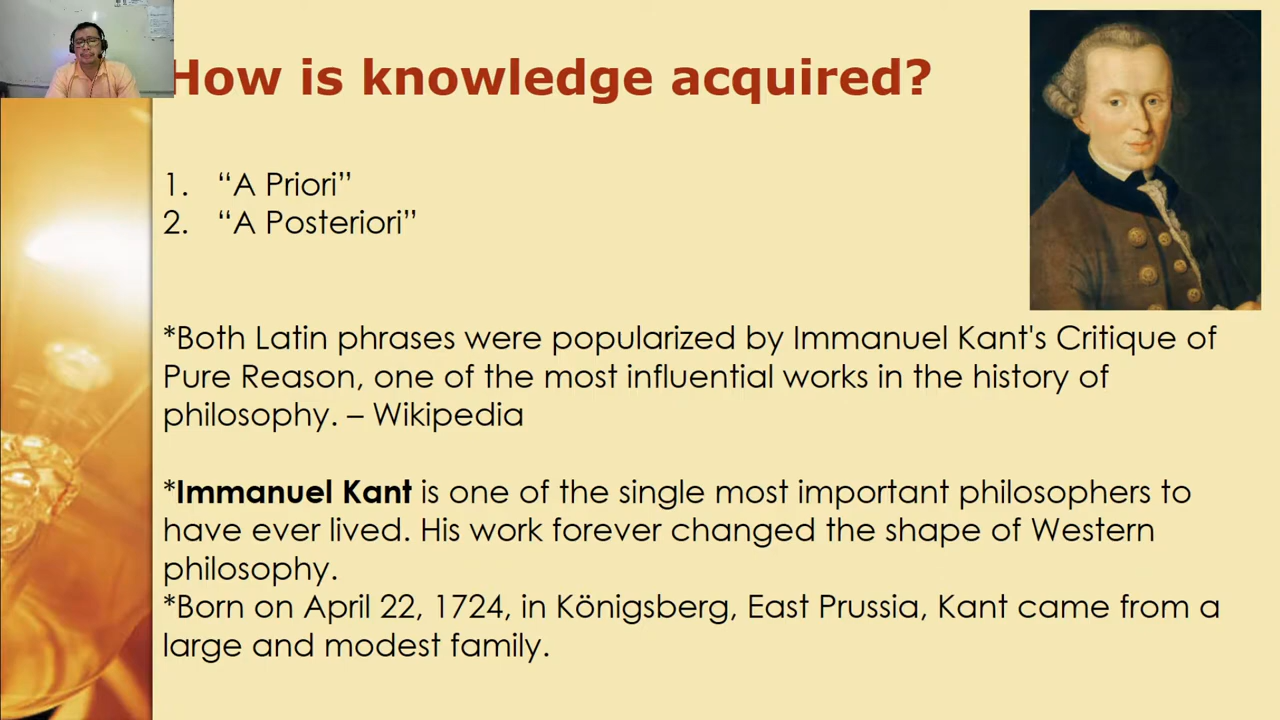 How is knowledge acquired?
1. “A Priori”
2. “A Posteriori”
*Both Latin phrases were popularized by Immanuel Kant's Critique of
Pure Reason, one of the most influential works in the history of
philosophy. – Wikipedia
*Immanuel Kant is one of the single most important philosophers to
have ever lived. His work forever changed the shape of Western
philosophy.
*Born on April 22, 1724, in Königsberg, East Prussia, Kant came from a
large and modest family.